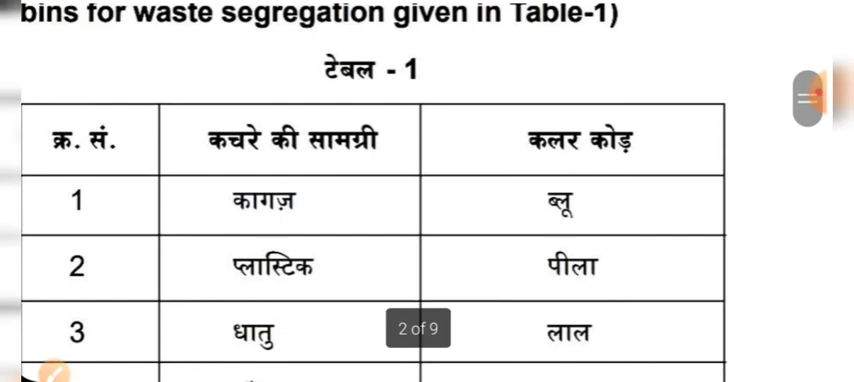 bins for waste segregation given in Table-1)
टेबल - 1
क्र. सं. कचरे की सामग्री कलर कोड़
1 कागज़ ब्लू
2 प्लास्टिक पीला
3 धातु लाल
2 of 9